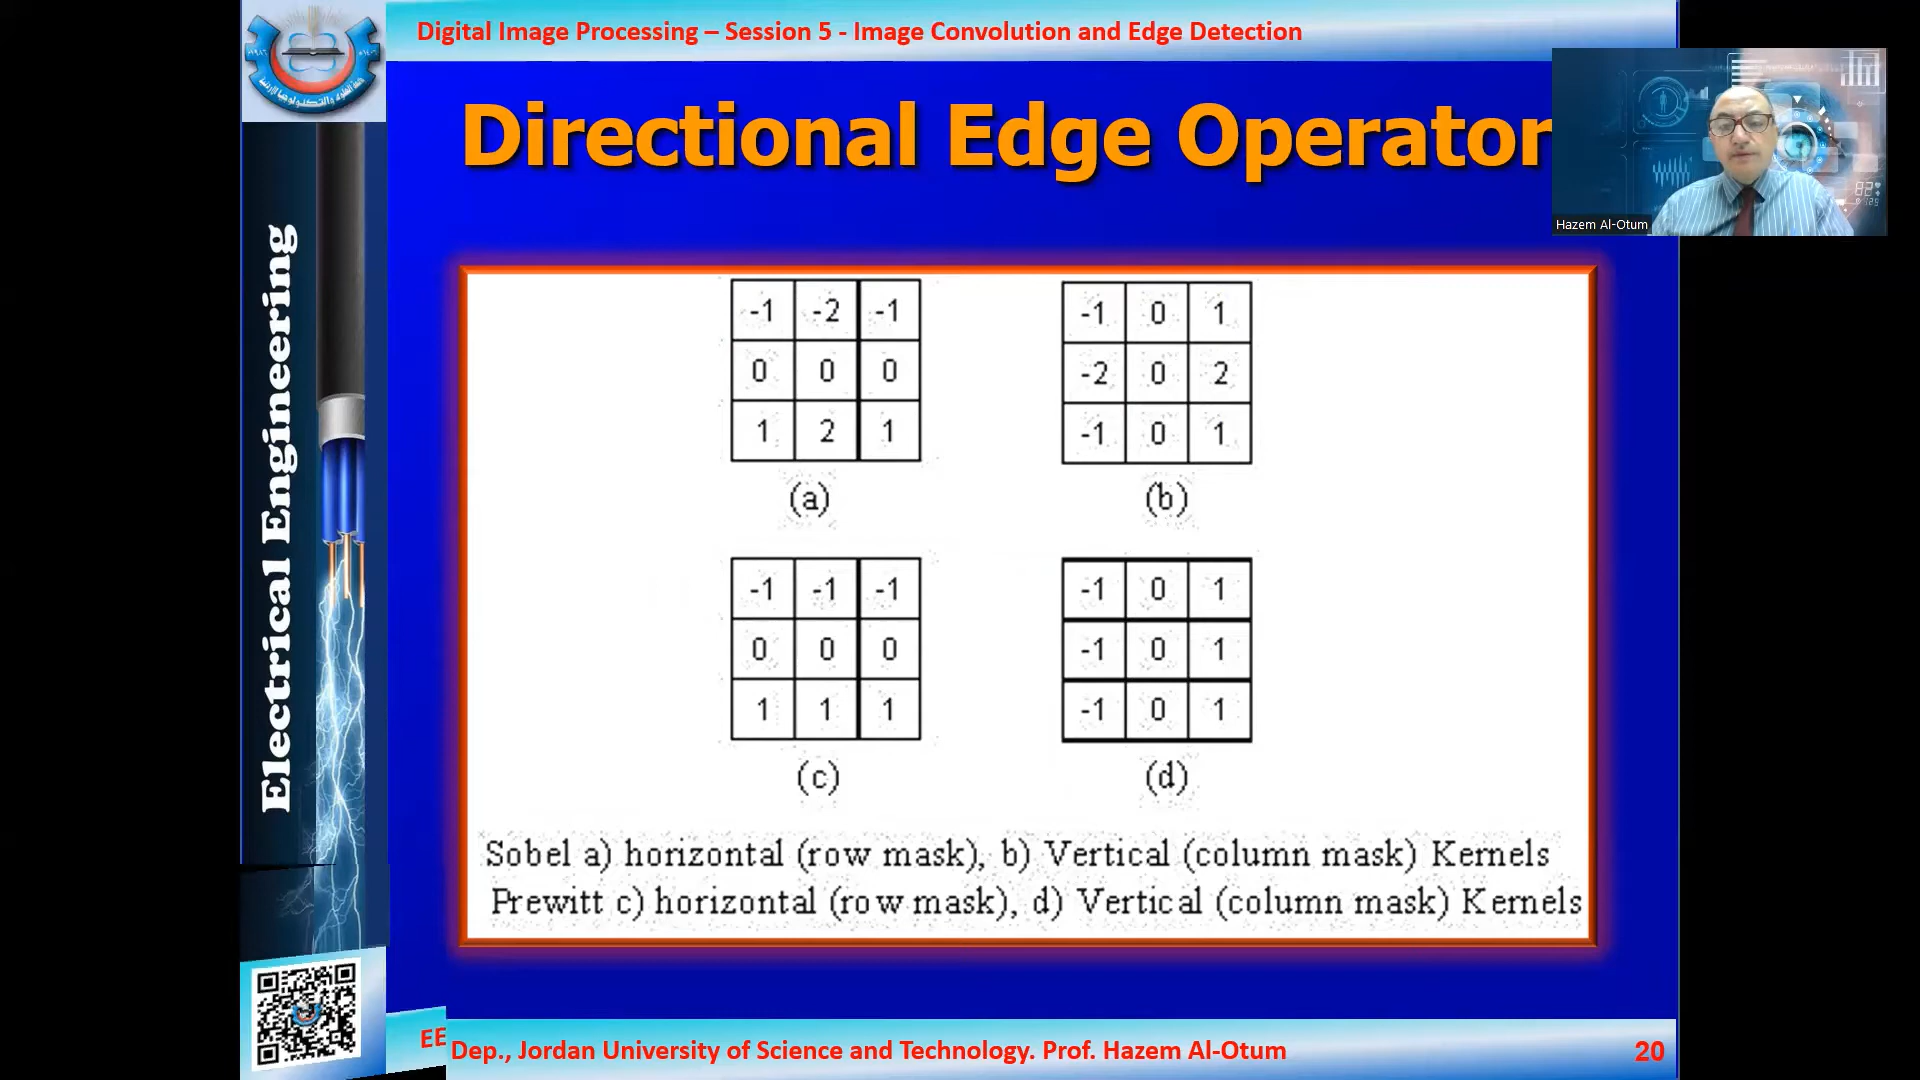 Digital Image Processing – Session 5 - Image Convolution and Edge Detection
Directional Edge Operator
Hazem Al-Otum
Electrical Engineering
-1 -2 -1
0 0 0
1 2 1
(a)
-1 0 1
-2 0 2
-1 0 1
(b)
-1 -1 -1
0 0 0
1 1 1
(c)
-1 0 1
-1 0 1
-1 0 1
(d)
Sobel a) horizontal (row mask), b) Vertical (column mask) Kernels
Prewitt c) horizontal (row mask), d) Vertical (column mask) Kernels
EE Dep., Jordan University of Science and Technology. Prof. Hazem Al-Otum
20